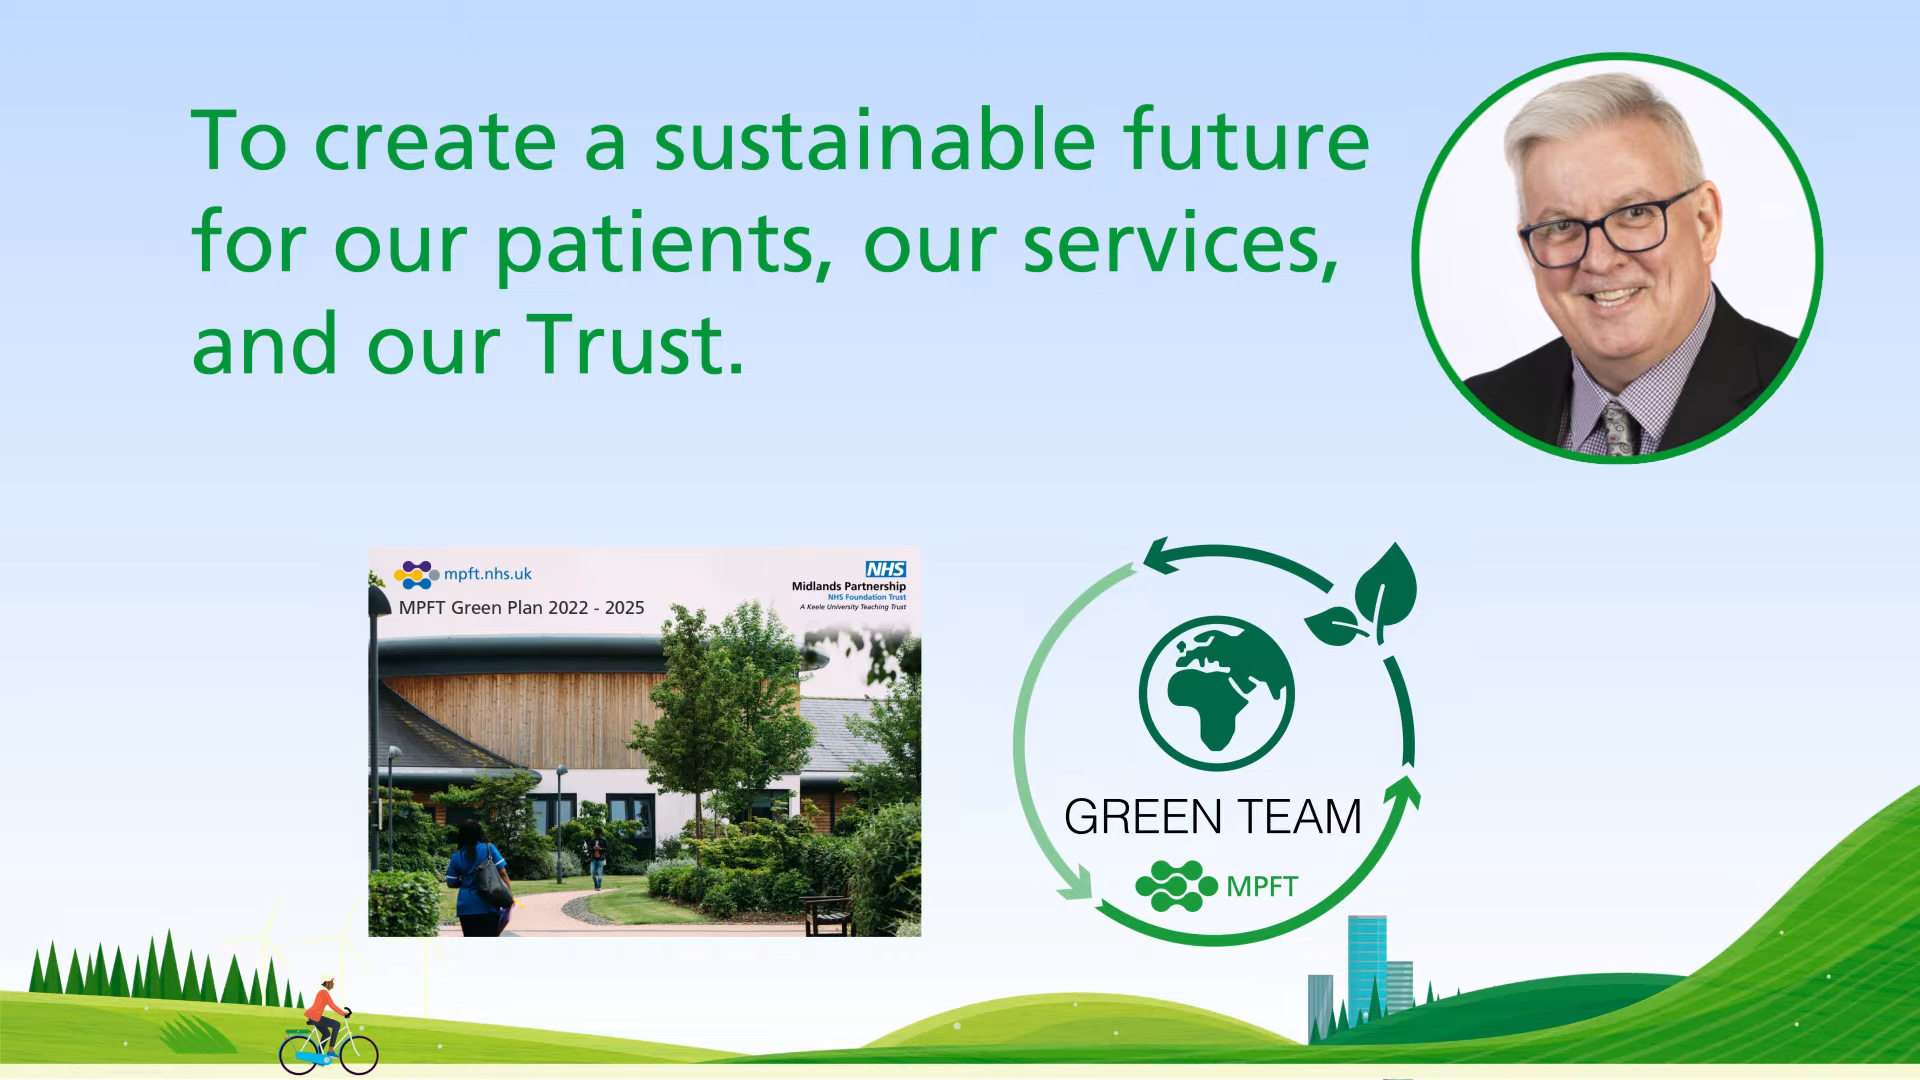 To create a sustainable future
for our patients, our services,
and our Trust.
mpft.nhs.uk
MPFT Green Plan 2022 - 2025
NHS
Midlands Partnership
NHS Foundation Trust
A Keele University Teaching Trust
GREEN TEAM
MPFT